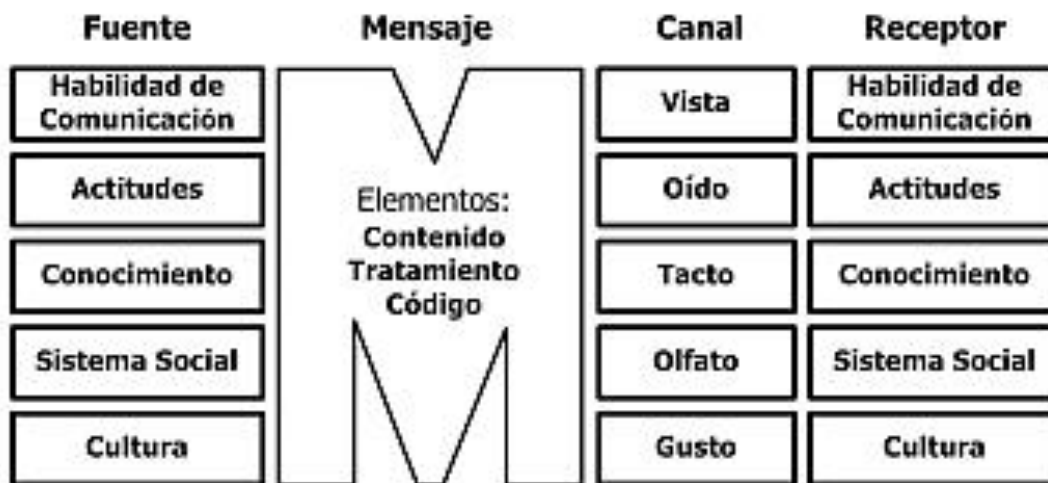 Fuente
Mensaje
Canal
Receptor
Habilidad de
Comunicación
Actitudes
Conocimiento
Sistema Social
Cultura
Elementos:
Contenido
Tratamiento
Código
Vista
Oído
Tacto
Olfato
Gusto
Habilidad de
Comunicación
Actitudes
Conocimiento
Sistema Social
Cultura